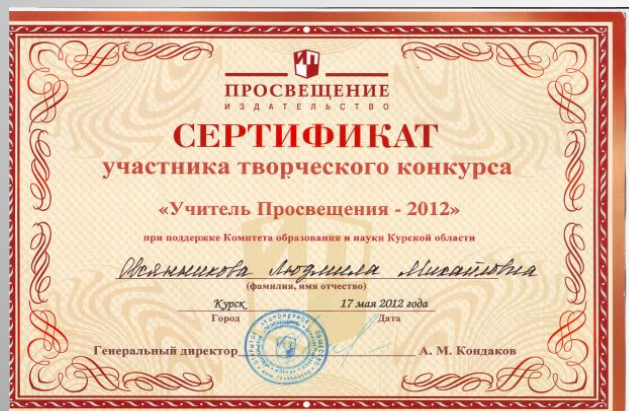 ИП
ПРОСВЕЩЕНИЕ
ИЗДАТЕЛЬСТВО
СЕРТИФИКАТ
участника творческого конкурса
«Учитель Просвещения - 2012»
при поддержке Комитета образования и науки Курской области
Овсянникова Людмила Михайловна
(фамилия, имя отчество)
Курск 17 мая 2012 года
Город Дата
Генеральный директор А. М. Кондаков